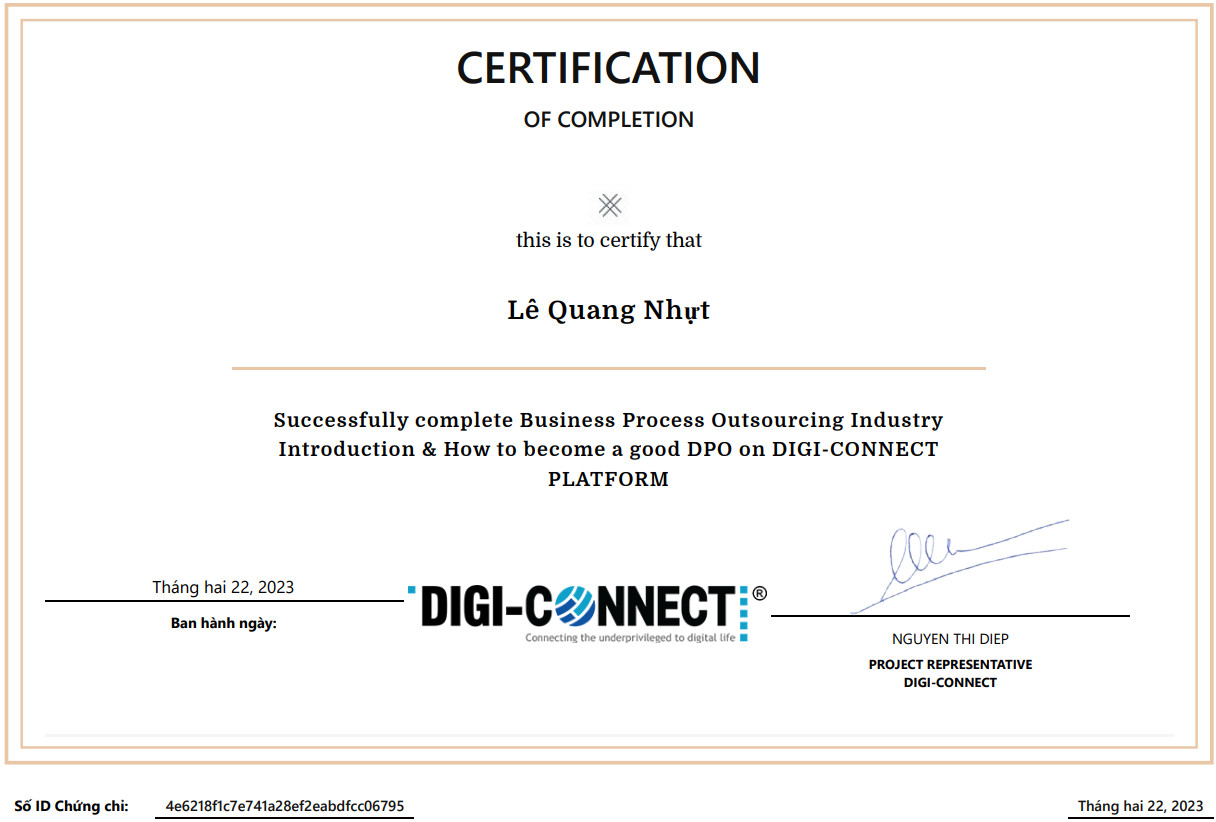 CERTIFICATION
OF COMPLETION
this is to certify that
Lê Quang Nhựt
Successfully complete Business Process Outsourcing Industry
Introduction & How to become a good DPO on DIGI-CONNECT
PLATFORM
Tháng hai 22, 2023
Ban hành ngày:
DIGI-CONNECT®
Connecting the underprivileged to digital life
NGUYEN THI DIEP
PROJECT REPRESENTATIVE
DIGI-CONNECT
Số ID Chứng chỉ: 4e6218f1c7e741a28ef2eabdfcc06795 Tháng hai 22, 2023